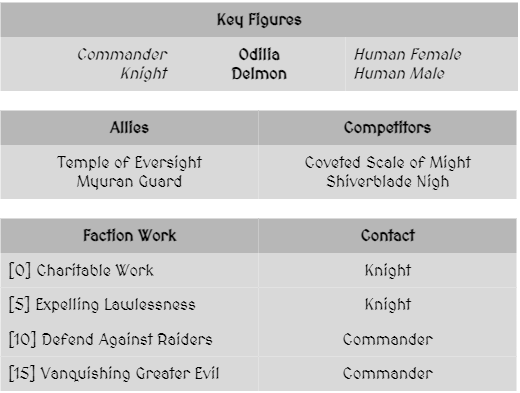 Key Figures
Commander Odilia Human Female
Knight Delmon Human Male
Allies Competitors
Temple of Eversight Coveted Scale of Might
Myuran Guard Shiverblade Nigh
Faction Work Contact
[0] Charitable Work Knight
[5] Expelling Lawlessness Knight
[10] Defend Against Raiders Commander
[15] Vanquishing Greater Evil Commander